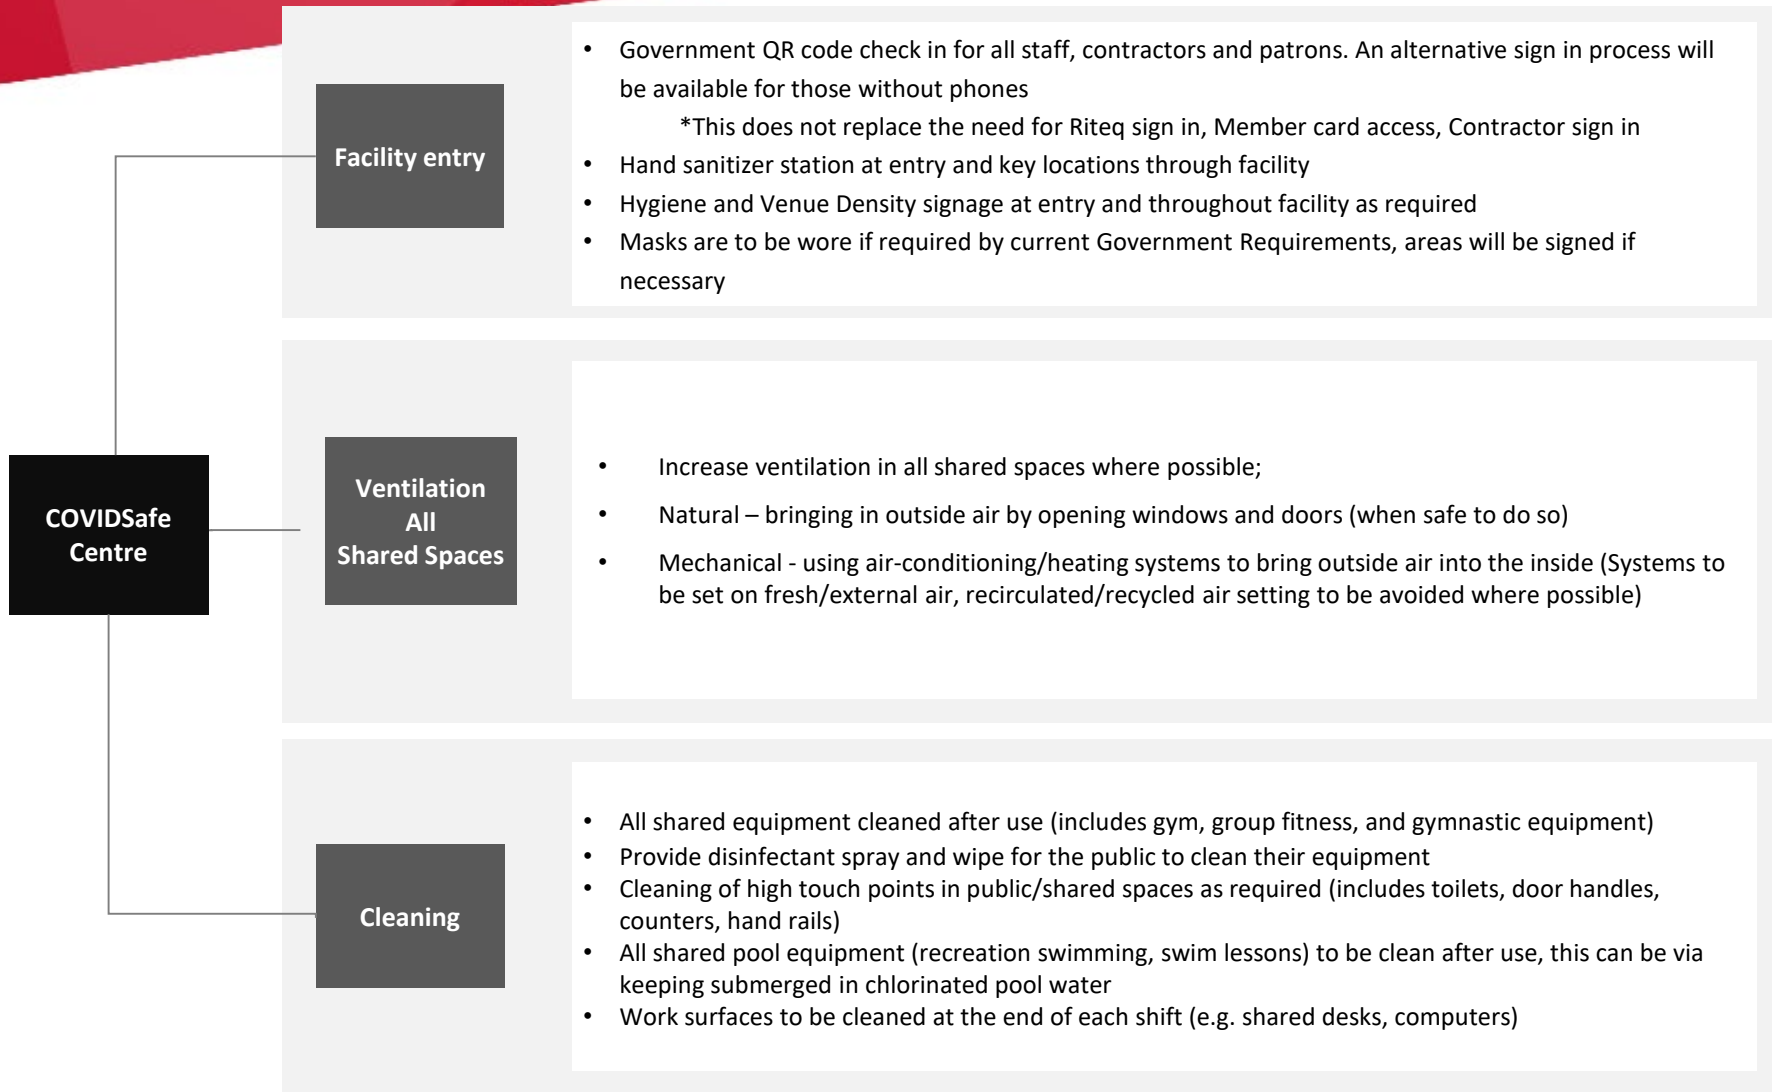 Facility entry
• Government QR code check in for all staff, contractors and patrons. An alternative sign in process will
be available for those without phones
*This does not replace the need for Riteq sign in, Member card access, Contractor sign in
• Hand sanitizer station at entry and key locations through facility
• Hygiene and Venue Density signage at entry and throughout facility as required
• Masks are to be wore if required by current Government Requirements, areas will be signed if
necessary
COVIDSafe
Centre
Ventilation
All
Shared Spaces
• Increase ventilation in all shared spaces where possible;
• Natural – bringing in outside air by opening windows and doors (when safe to do so)
• Mechanical - using air-conditioning/heating systems to bring outside air into the inside (Systems to
be set on fresh/external air, recirculated/recycled air setting to be avoided where possible)
Cleaning
• All shared equipment cleaned after use (includes gym, group fitness, and gymnastic equipment)
• Provide disinfectant spray and wipe for the public to clean their equipment
• Cleaning of high touch points in public/shared spaces as required (includes toilets, door handles,
counters, hand rails)
• All shared pool equipment (recreation swimming, swim lessons) to be clean after use, this can be via
keeping submerged in chlorinated pool water
• Work surfaces to be cleaned at the end of each shift (e.g. shared desks, computers)